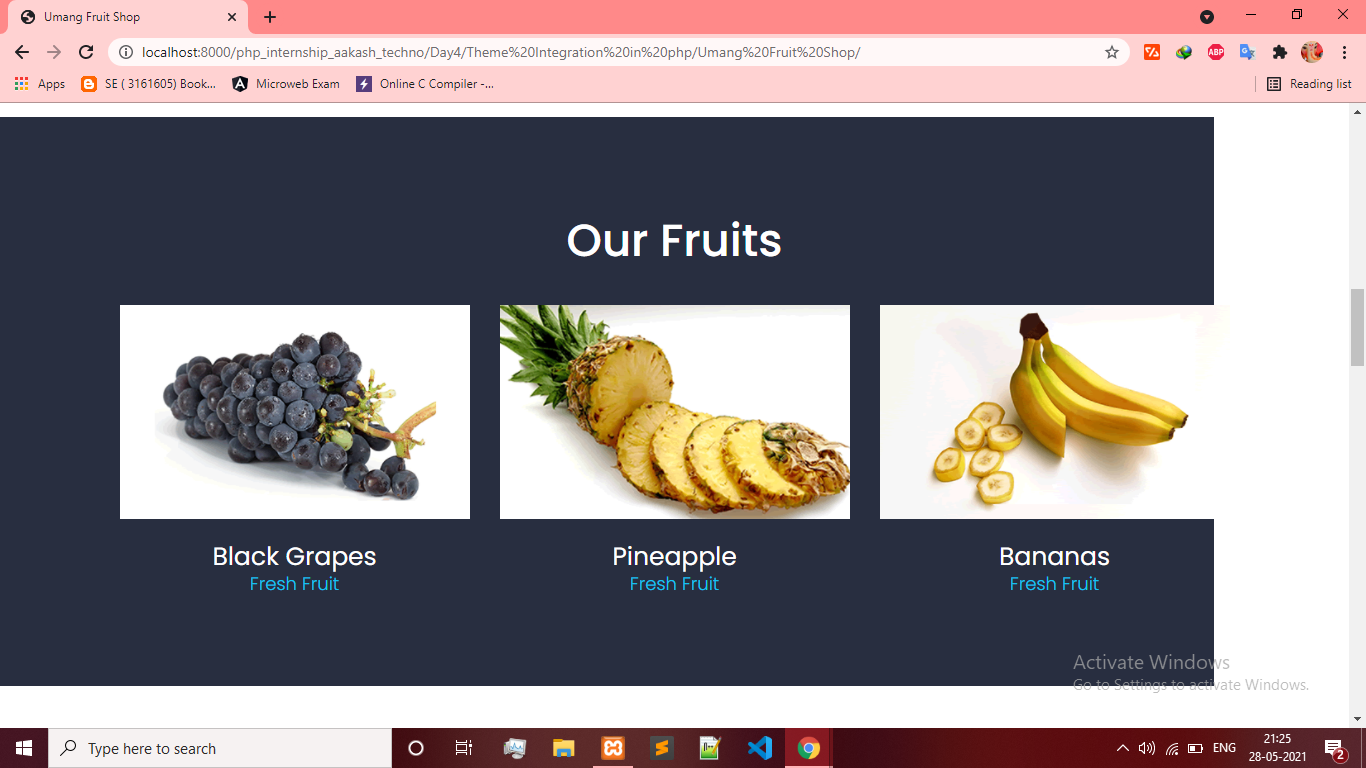 Umang Fruit Shop
localhost:8000/php_internship_aakash_techno/Day4/Theme%20Integration%20in%20php/Umang%20Fruit%20Shop/
ABP
Apps SE ( 3161605) Book... Microweb Exam Online C Compiler -... Reading list
Our Fruits
Black Grapes Pineapple Bananas
Fresh Fruit Fresh Fruit Fresh Fruit
Activate Windows
Go to Settings to activate Windows.
Type here to search
ENG
21:25
28-05-2021
2